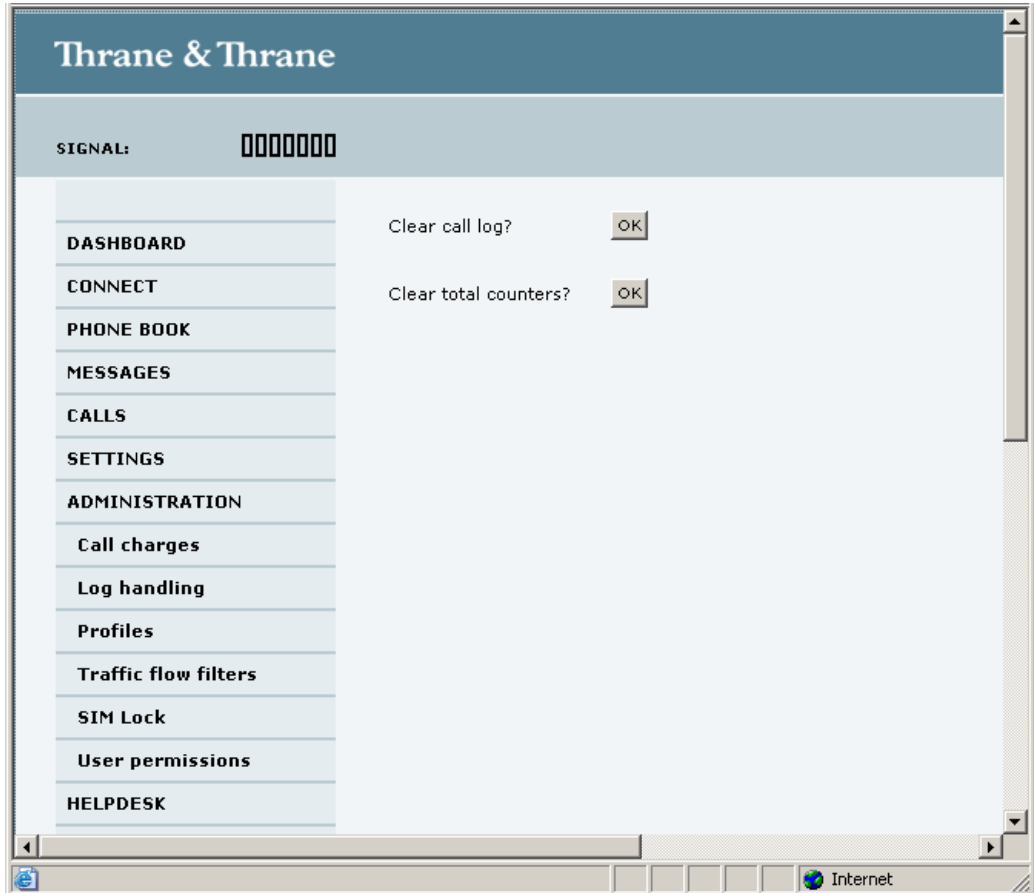 Thrane & Thrane
SIGNAL:
DASHBOARD
CONNECT
PHONE BOOK
MESSAGES
CALLS
SETTINGS
ADMINISTRATION
Call charges
Log handling
Profiles
Traffic flow filters
SIM Lock
User permissions
HELPDESK
Clear call log? OK
Clear total counters? OK
Internet